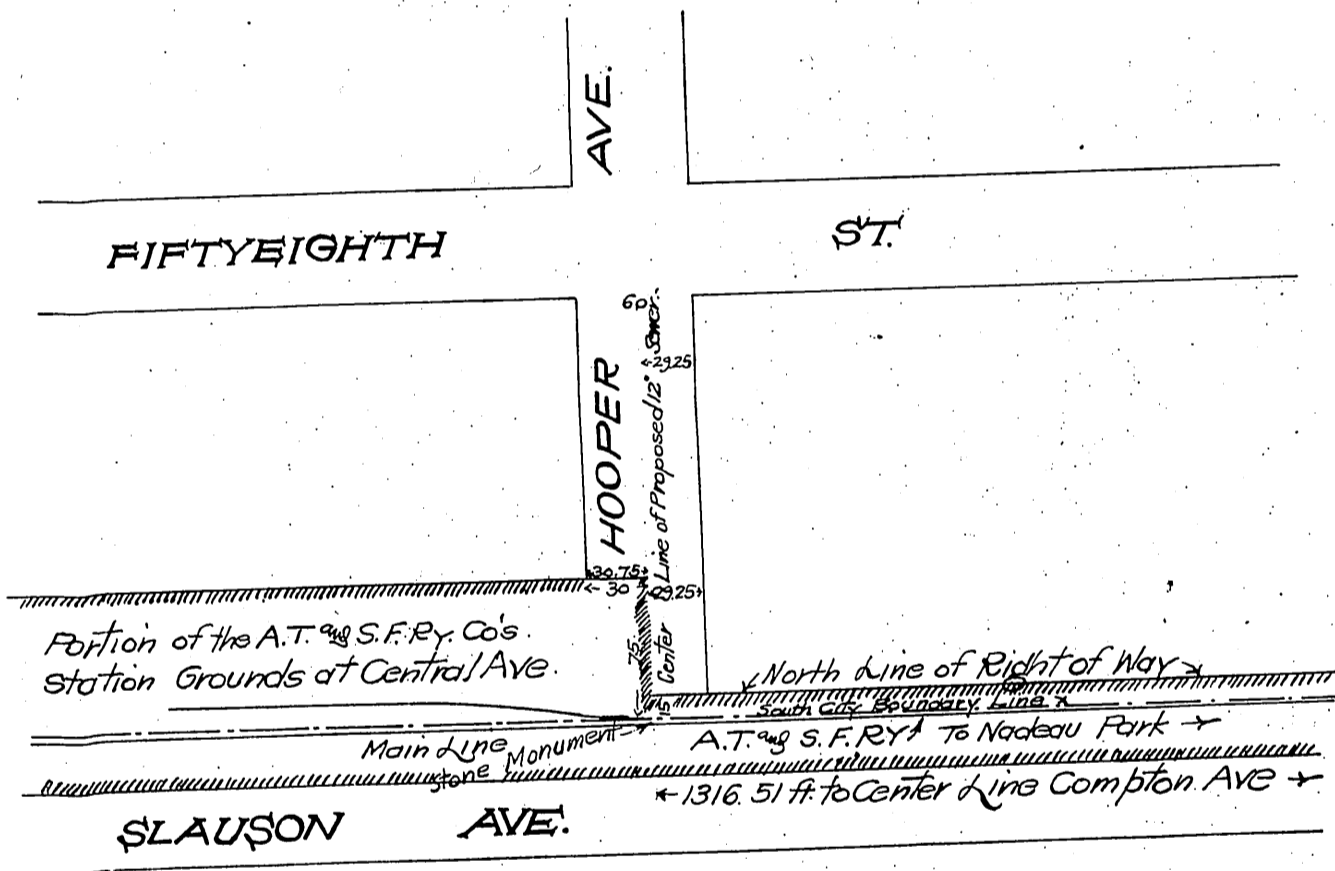 AVE.
FIFTYEIGHTH ST.
60
Sewer.
29.25
HOOPER
Center Line of Proposed 12"
30.75
30
29.25
75
15
Portion of the A.T. and S.F.Ry. Co's.
Station Grounds at Central Ave.
North Line of Right of Way
South City Boundary Line
Main Line
Stone Monument
A.T. and S.F.RY To Nadeau Park
1316.51 ft. to Center Line Compton Ave
SLAUSON AVE.